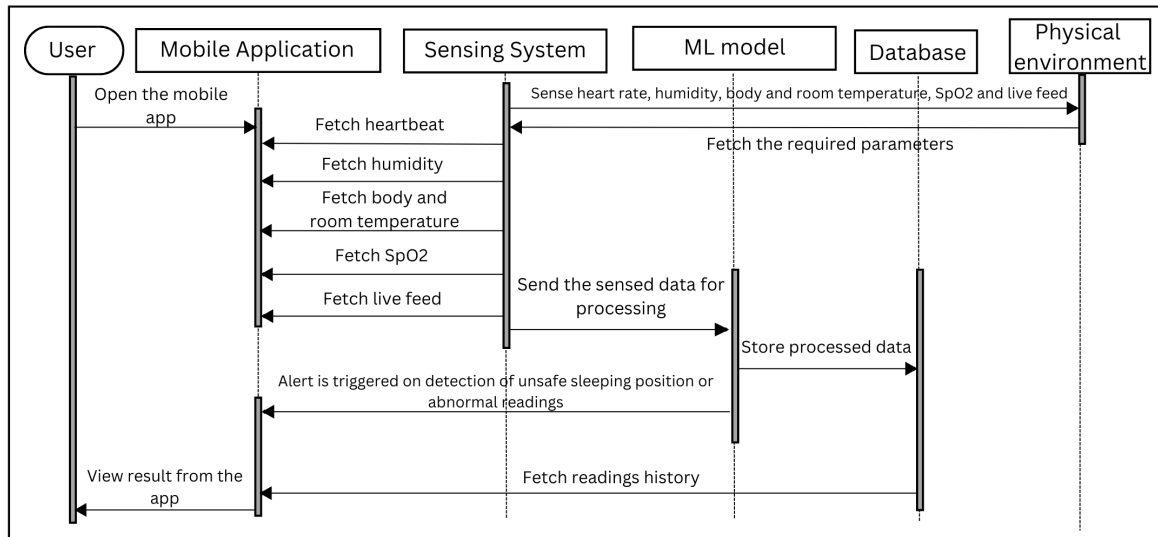 User
Mobile Application
Sensing System
ML model
Database
Physical
environment
Open the mobile
app
Sense heart rate, humidity, body and room temperature, SpO2 and live feed
Fetch heartbeat
Fetch the required parameters
Fetch humidity
Fetch body and
room temperature
Fetch SpO2
Fetch live feed
Send the sensed data for
processing
Store processed data
Alert is triggered on detection of unsafe sleeping position or
abnormal readings
View result from the
app
Fetch readings history